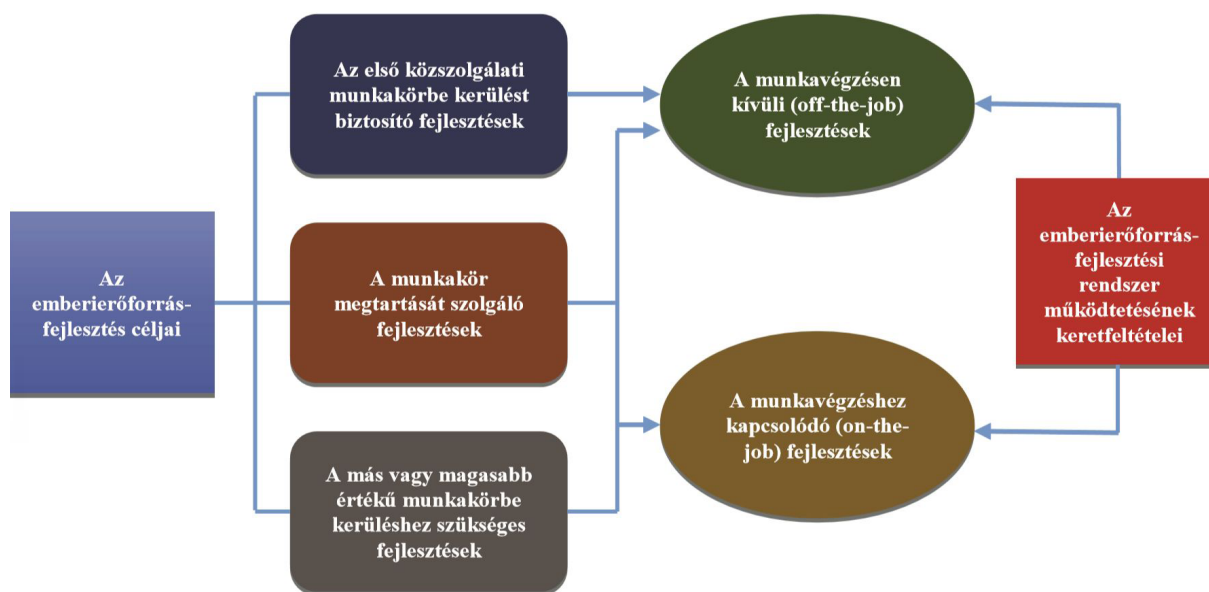 Az
emberierőforrás-
fejlesztés céljai
Az első közszolgálati
munkakörbe kerülést
biztosító fejlesztések
A munkakör
megtartását szolgáló
fejlesztések
A más vagy magasabb
értékű munkakörbe
kerüléshez szükséges
fejlesztések
A munkavégzésen
kívüli (off-the-job)
fejlesztések
A munkavégzéshez
kapcsolódó (on-the-
job) fejlesztések
Az
emberierőforrás-
fejlesztési
rendszer
működtetésének
keretfeltételei